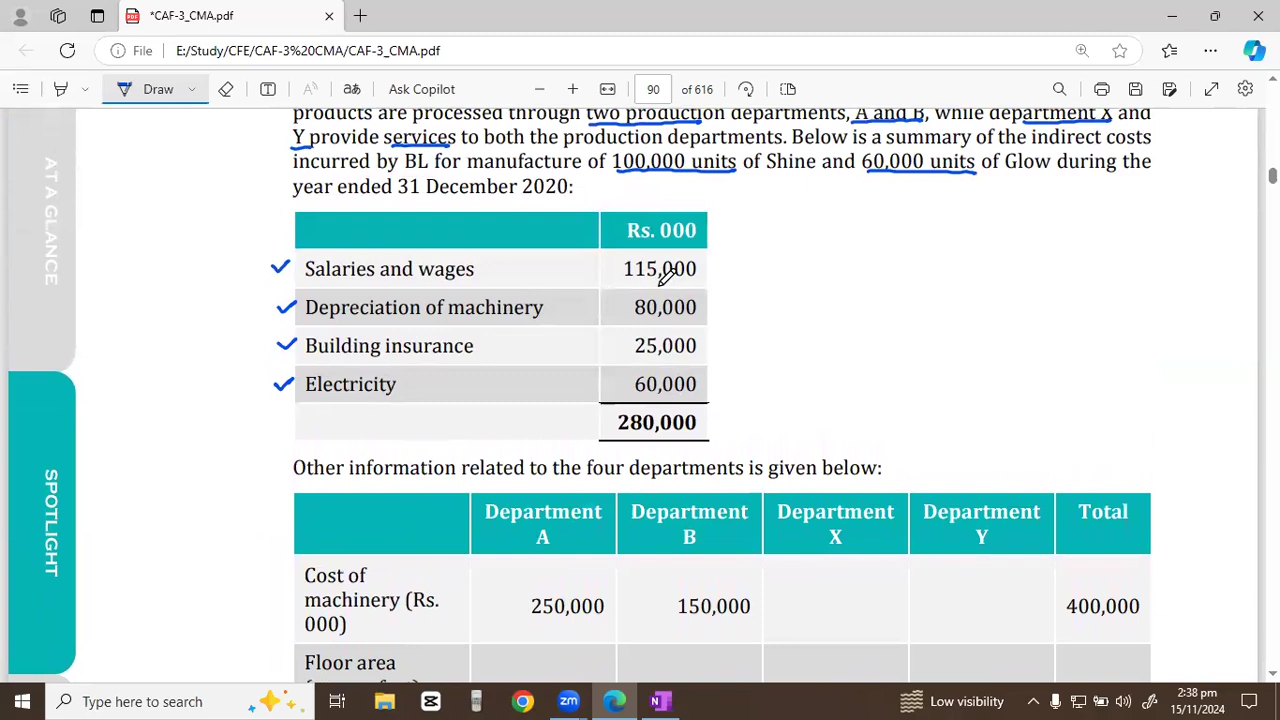 *CAF-3_CMA.pdf
File
E:/Study/CFE/CAF-3%20CMA/CAF-3_CMA.pdf
Draw
Ask Copilot
90 of 616
products are processed through two production departments, A and B, while department X and
Y provide services to both the production departments. Below is a summary of the indirect costs
incurred by BL for manufacture of 100,000 units of Shine and 60,000 units of Glow during the
year ended 31 December 2020:
Rs. 000
Salaries and wages 115,000
Depreciation of machinery 80,000
Building insurance 25,000
Electricity 60,000
280,000
Other information related to the four departments is given below:
Department A Department B Department X Department Y Total
Cost of machinery (Rs. 000) 250,000 150,000 400,000
Floor area
AT A GLANCE
SPOTLIGHT
Type here to search
Low visibility
2:38 pm
15/11/2024